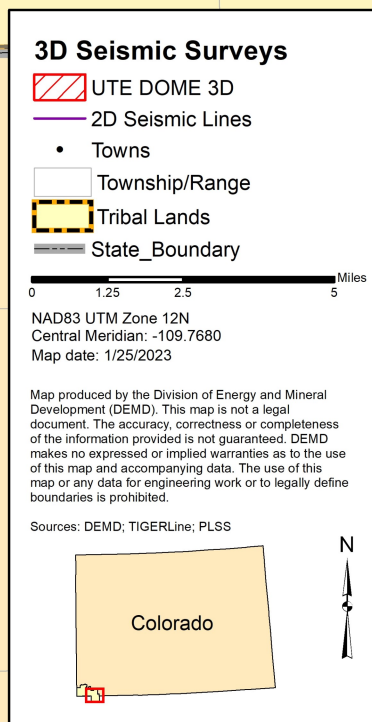 3D Seismic Surveys
UTE DOME 3D
2D Seismic Lines
Towns
Township/Range
Tribal Lands
State_Boundary
Miles
0 1.25 2.5 5
NAD83 UTM Zone 12N
Central Meridian: -109.7680
Map date: 1/25/2023
Map produced by the Division of Energy and Mineral
Development (DEMD). This map is not a legal
document. The accuracy, correctness or completeness
of the information provided is not guaranteed. DEMD
makes no expressed or implied warranties as to the use
of this map and accompanying data. The use of this
map or any data for engineering work or to legally define
boundaries is prohibited.
Sources: DEMD; TIGERLine; PLSS
N
Colorado